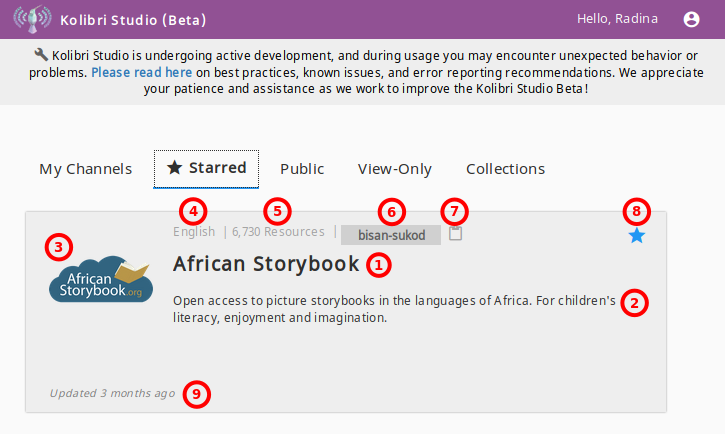 Kolibri Studio (Beta)
Hello, Radina
Kolibri Studio is undergoing active development, and during usage you may encounter unexpected behavior or
problems. Please read here on best practices, known issues, and error reporting recommendations. We appreciate
your patience and assistance as we work to improve the Kolibri Studio Beta!
My Channels
Starred
Public
View-Only
Collections
4
5
6
7
8
English | 6,730 Resources |
bisan-sukod
3
African
Storybook.org
African Storybook
1
Open access to picture storybooks in the languages of Africa. For children's
literacy, enjoyment and imagination.
2
Updated 3 months ago
9